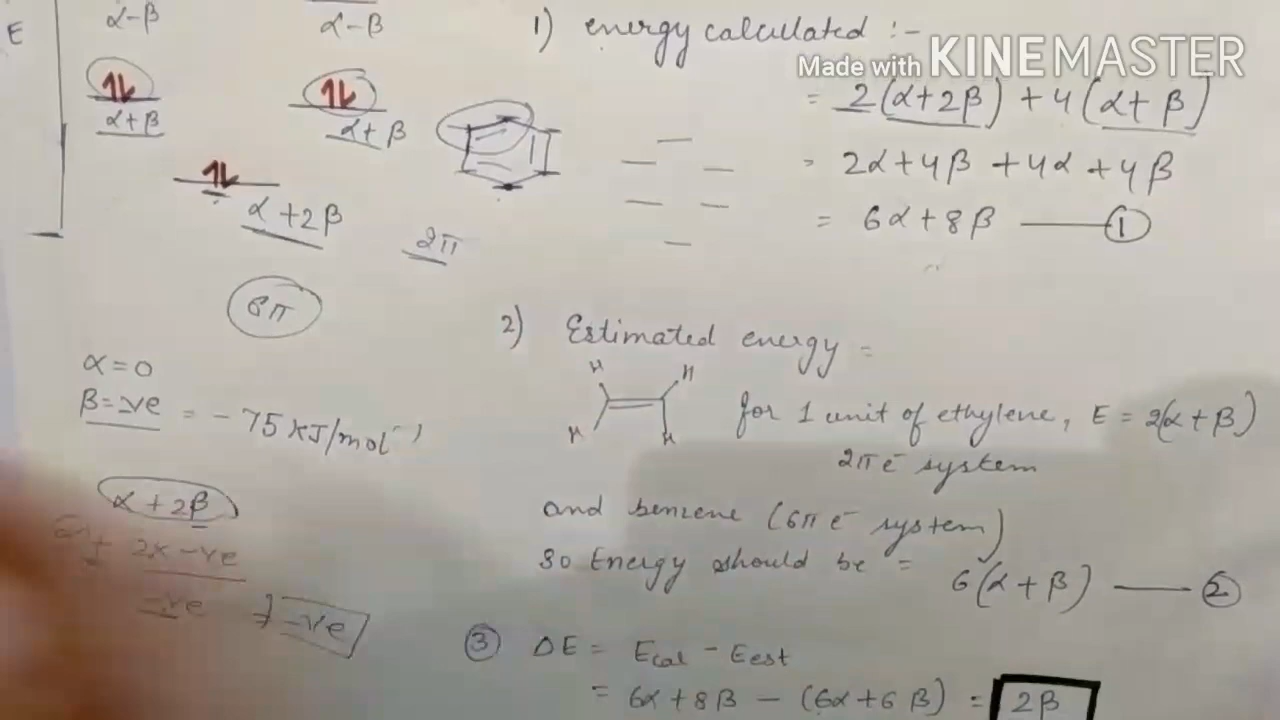 E
α-β
α-β
1) energy calculated :-
Made with KINEMASTER
α+β
α+β
= 2(α+2β) + 4(α+β)
= 2α+4β +4α +4β
= 6α+8β —— ①
α+2β
2π
6π
2) Estimated energy =
H
H
H
H
for 1 unit of ethylene, E = 2(α+β)
2π e⁻ system
and benzene (6π e⁻ system)
so Energy should be = 6(α+β) —— ②
α=0
β=-ve = -75 KJ/mol⁻¹
α+2β
+ 2x-ve
-ve
-ve
③ ΔE = Ecal - Eest
= 6α+8β - (6α+6β) = 2β